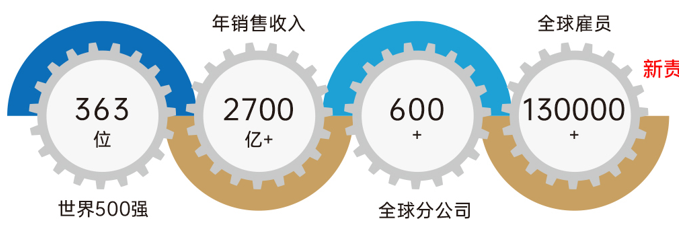 年销售收入
全球雇员
新责
363
位
2700
亿+
600
+
130000
+
世界500强
全球分公司